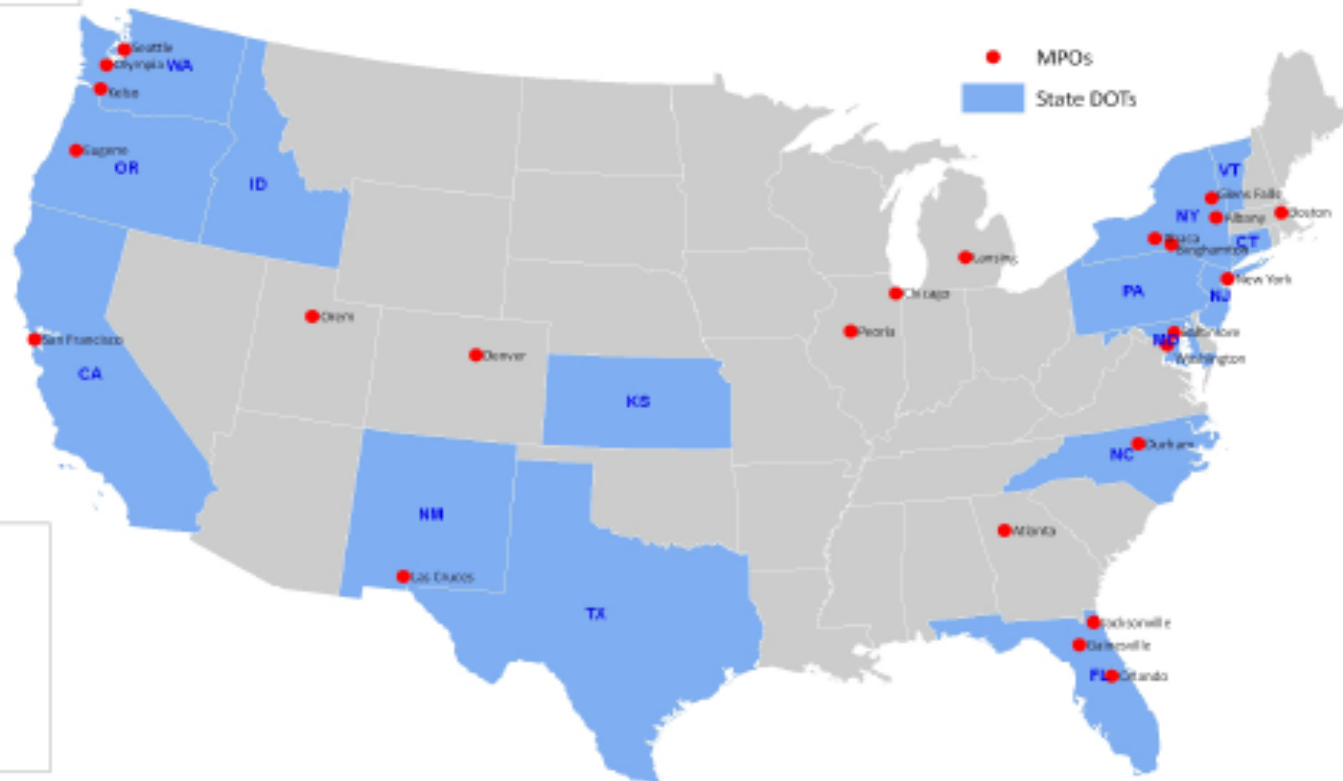 MPOs
State DOTs
Seattle
Olympia
WA
Kelso
Eugene
OR
ID
VT
Glens Falls
NY
Albany
Boston
Ithaca
Binghamton
CT
Lansing
New York
PA
NJ
Chicago
Orem
Peoria
Baltimore
San Francisco
MD
Denver
Washington
CA
KS
Durham
NC
NM
Atlanta
Las Cruces
TX
Jacksonville
Gainesville
FL
Orlando